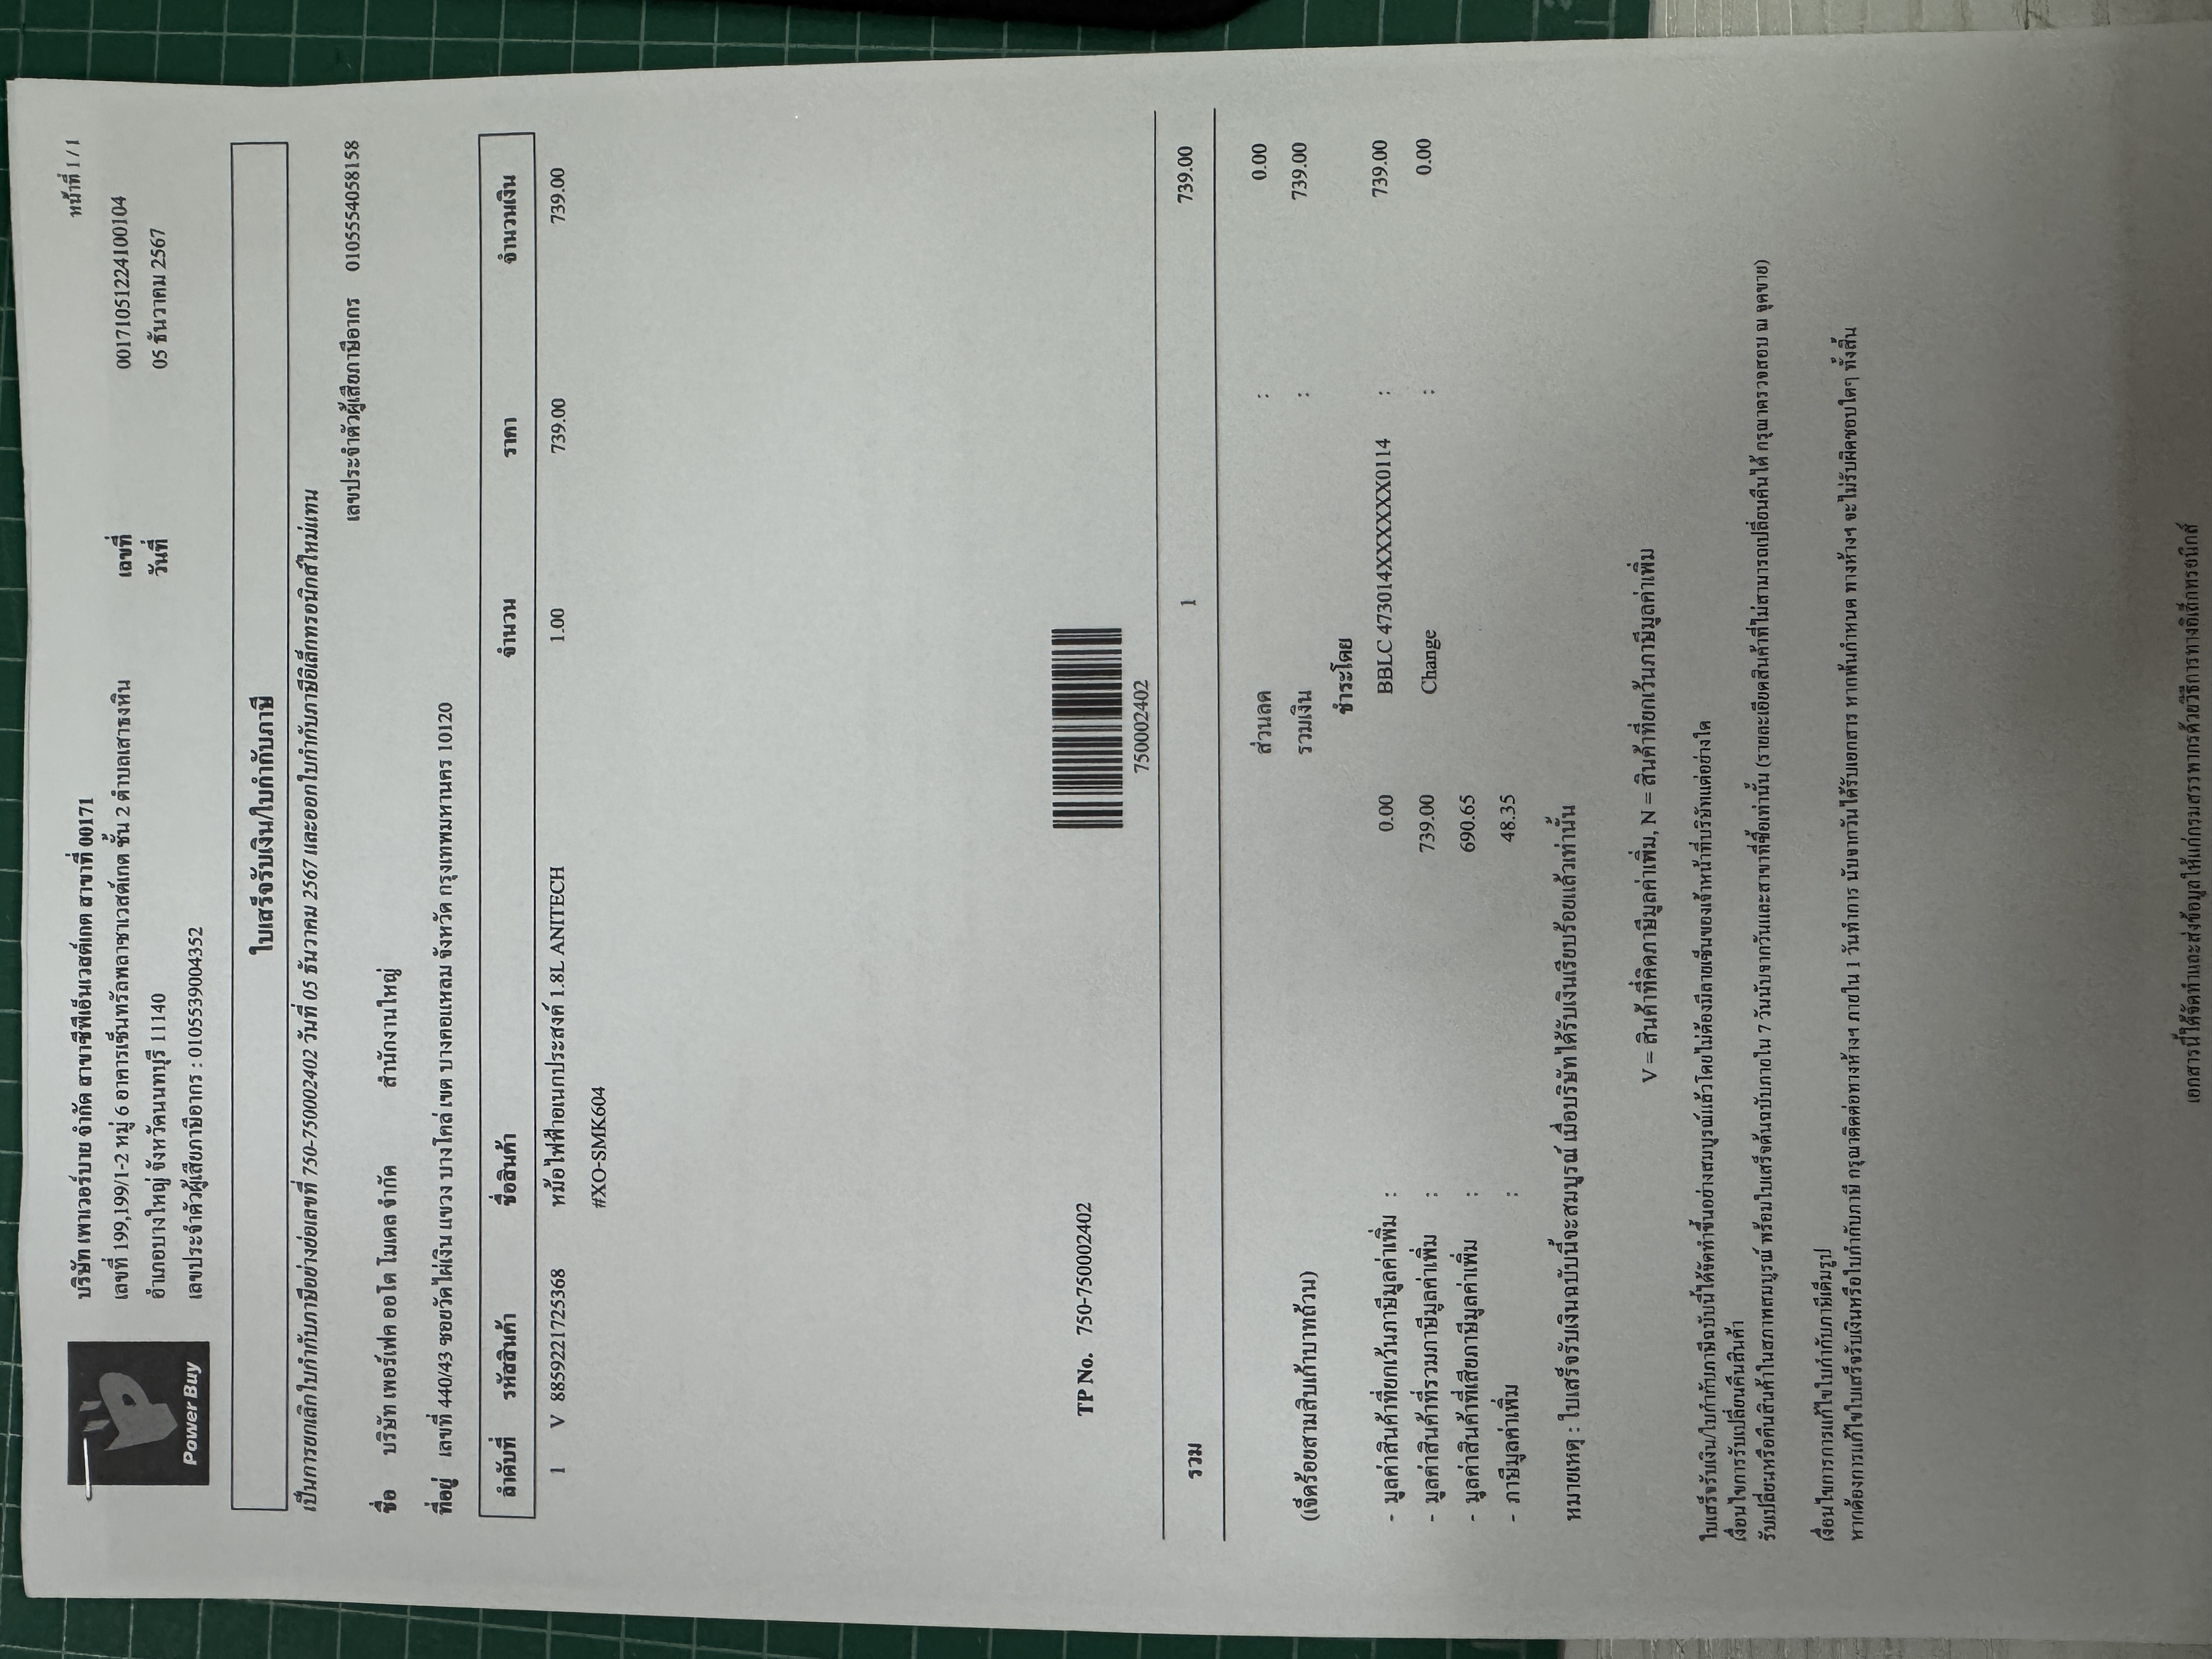 หน้าที่ 1 / 1
Power Buy
บริษัท เพาเวอร์บาย จำกัด สาขาซีพีเอ็นเวสต์เกต สาขาที่ 00171
เลขที่ 199,199/1-2 หมู่ 6 อาคารเซ็นทรัลพลาซาเวสต์เกต ชั้น 2 ตำบลเสาธงหิน
อำเภอบางใหญ่ จังหวัดนนทบุรี 11140
เลขประจำตัวผู้เสียภาษีอากร : 0105539004352
เลขที่ 00171051224100104
วันที่ 05 ธันวาคม 2567
ใบเสร็จรับเงิน/ใบกำกับภาษี
เป็นการยกเลิกใบกำกับภาษีอย่างย่อเลขที่ 750-750002402 วันที่ 05 ธันวาคม 2567 และออกใบกำกับภาษีอิเล็กทรอนิกส์ใหม่แทน
เลขประจำตัวผู้เสียภาษีอากร 0105554058158
ชื่อ บริษัท เพอร์เฟค ออโต โมเดล จำกัด สำนักงานใหญ่
ที่อยู่ เลขที่ 440/43 ซอยวัดไผ่เงิน แขวง บางโคล่ เขต บางคอแหลม จังหวัด กรุงเทพมหานคร 10120
ลำดับที่ รหัสสินค้า ชื่อสินค้า จำนวน ราคา จำนวนเงิน
1 V 8859221725368 หม้อไฟฟ้าอเนกประสงค์ 1.8L ANITECH 1.00 739.00 739.00
#XO-SMK604
TP No. 750-750002402
750002402
รวม 1 739.00
ส่วนลด : 0.00
(เจ็ดร้อยสามสิบเก้าบาทถ้วน) รวมเงิน : 739.00
ชำระโดย
- มูลค่าสินค้าที่ยกเว้นภาษีมูลค่าเพิ่ม : 0.00 BBLC 473014XXXXXX0114 : 739.00
- มูลค่าสินค้าที่รวมภาษีมูลค่าเพิ่ม : 739.00 Change : 0.00
- มูลค่าสินค้าที่เสียภาษีมูลค่าเพิ่ม : 690.65
- ภาษีมูลค่าเพิ่ม : 48.35
หมายเหตุ : ใบเสร็จรับเงินฉบับนี้จะสมบูรณ์ เมื่อบริษัทได้รับเงินเรียบร้อยแล้วเท่านั้น
V = สินค้าที่คิดภาษีมูลค่าเพิ่ม, N = สินค้าที่ยกเว้นภาษีมูลค่าเพิ่ม
ใบเสร็จรับเงิน/ใบกำกับภาษีฉบับนี้ได้จัดทำขึ้นอย่างสมบูรณ์แล้วโดยไม่ต้องมีลายเซ็นของเจ้าหน้าที่บริษัทแต่อย่างใด
เงื่อนไขการรับเปลี่ยนคืนสินค้า
รับเปลี่ยนหรือคืนสินค้าในสภาพสมบูรณ์ พร้อมใบเสร็จต้นฉบับภายใน 7 วันนับจากวันและสาขาที่ซื้อเท่านั้น (รายละเอียดสินค้าที่ไม่สามารถเปลี่ยนคืนได้ กรุณาตรวจสอบ ณ จุดขาย)
เงื่อนไขการการแก้ไขใบกำกับภาษีเต็มรูป
หากต้องการแก้ไขใบเสร็จรับเงินหรือใบกำกับภาษี กรุณาติดต่อทางห้างฯ ภายใน 1 วันทำการ นับจากวันได้รับเอกสาร หากพ้นกำหนด ทางห้างฯ จะไม่รับผิดชอบใดๆ ทั้งสิ้น
เอกสารนี้ได้จัดทำและส่งข้อมูลให้แก่กรมสรรพากรด้วยวิธีการทางอิเล็กทรอนิกส์